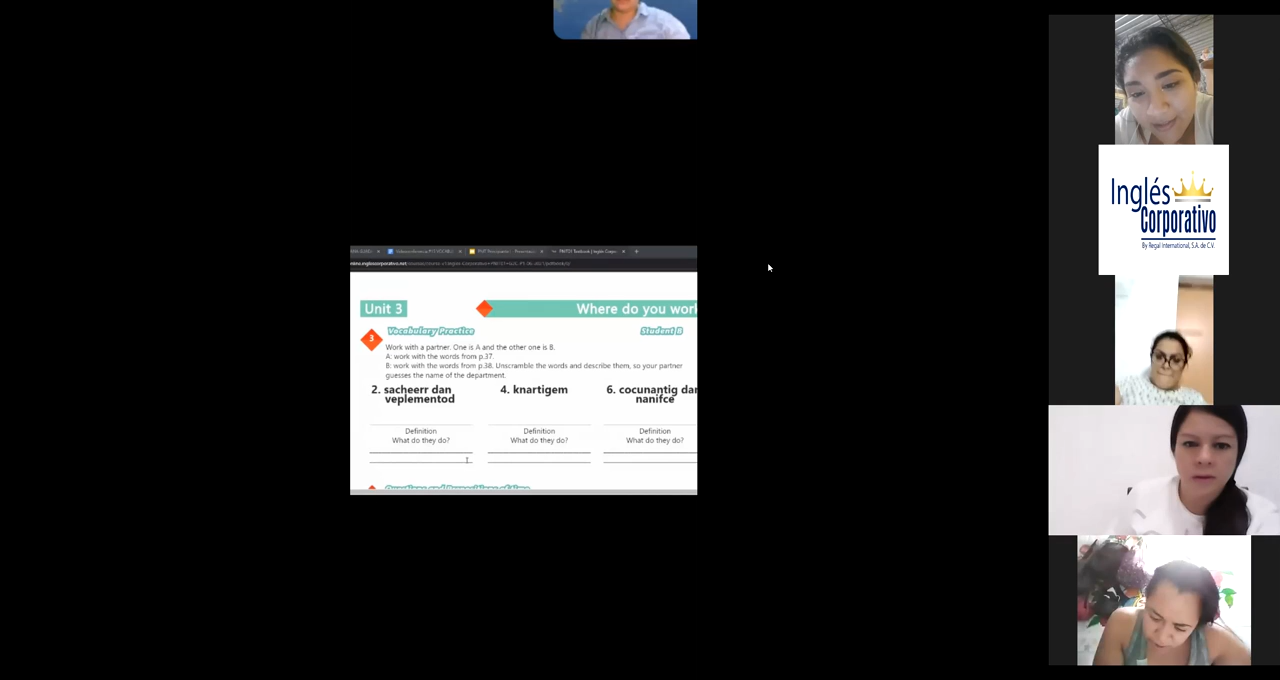 Inglés
Corporativo
By Regal International, S.A. de C.V.
Unit 3
Where do you wor
3
Vocabulary Practice
Student B
Work with a partner. One is A and the other one is B.
A: work with the words from p.37.
B: work with the words from p.38. Unscramble the words and describe them, so your partner
guesses the name of the department.
2. sacheerr dan
veplementod
4. knartigem
6. cocunantig dan
nanifce
Definition
What do they do?
Definition
What do they do?
Definition
What do they do?